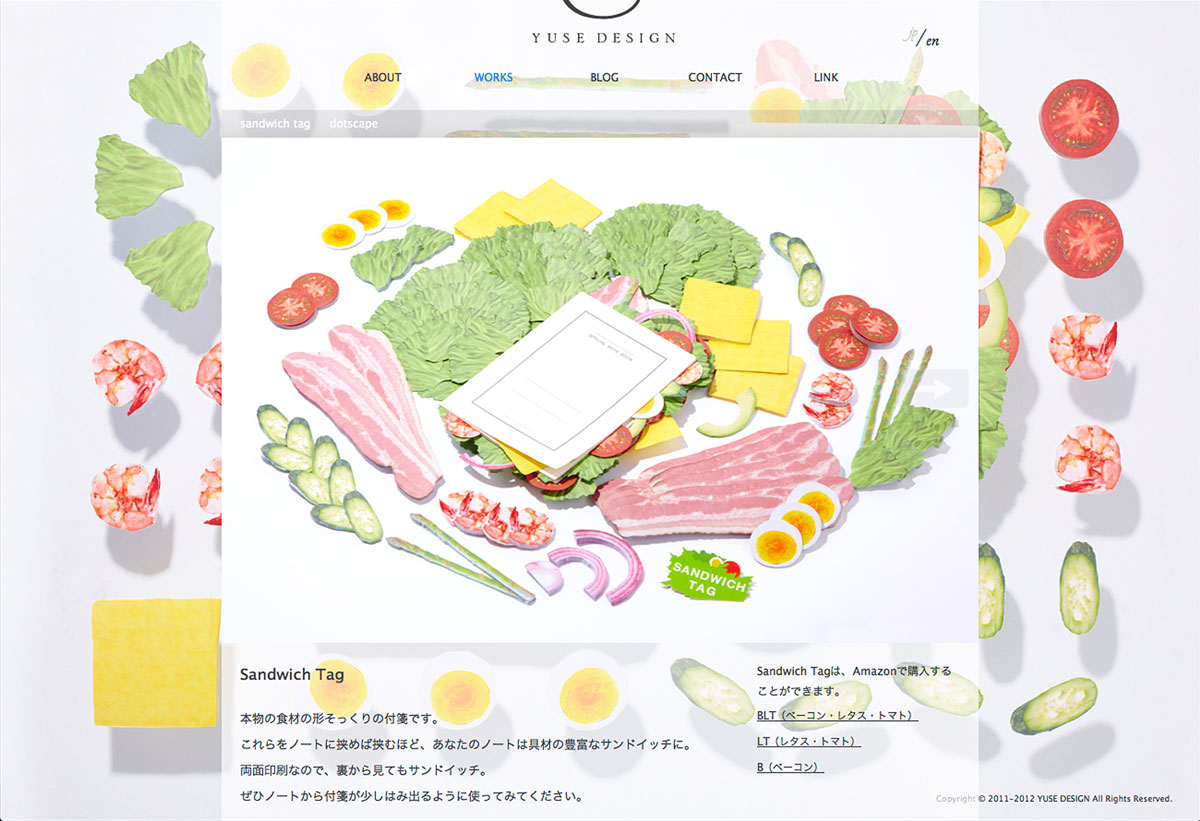 YUSE DESIGN
jp/en
ABOUT WORKS BLOG CONTACT LINK
sandwich tag dotscape
SPECIAL NOTE BOOK
SANDWICH
TAG
Sandwich Tag
本物の食材の形そっくりの付箋です。
これらをノートに挟めば挟むほど、あなたのノートは具材の豊富なサンドイッチに。
両面印刷なので、裏から見てもサンドイッチ。
ぜひノートから付箋が少しはみ出るように使ってみてください。
Sandwich Tagは、Amazonで購入する
ことができます。
BLT（ベーコン・レタス・トマト）
LT（レタス・トマト）
B（ベーコン）
Copyright © 2011-2012 YUSE DESIGN All Rights Reserved.